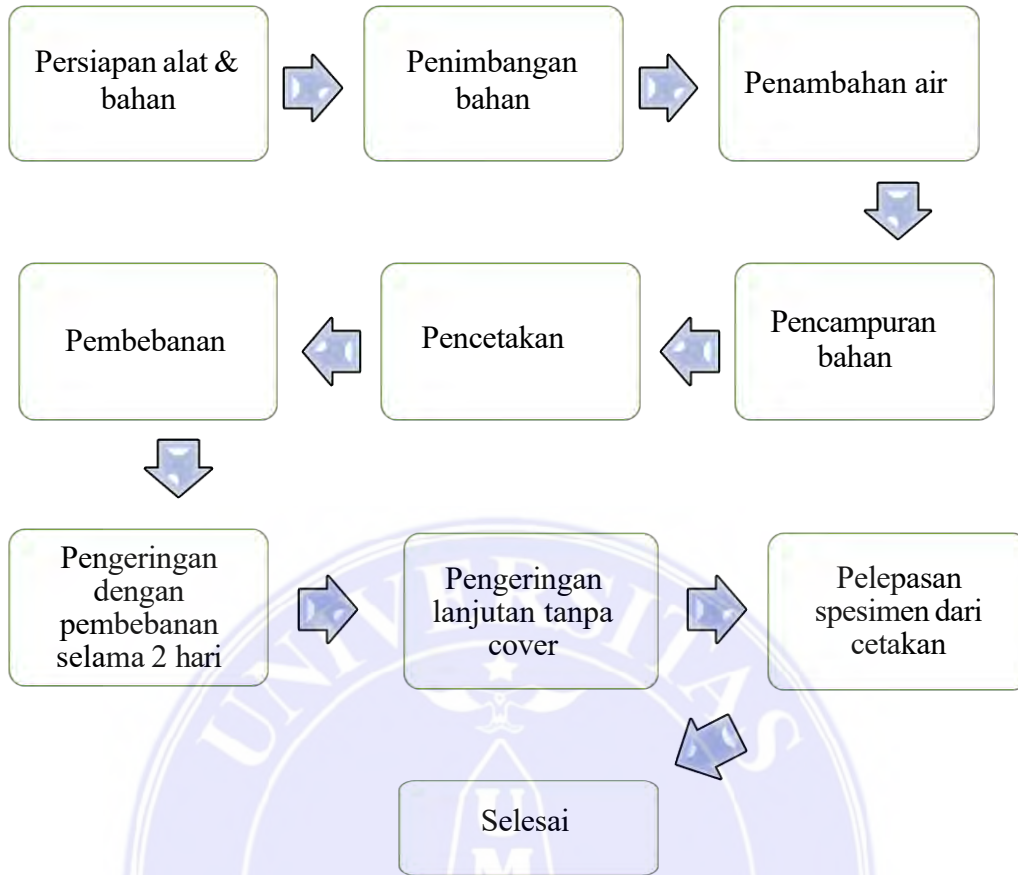 Persiapan alat &
bahan
Penimbangan
bahan
Penambahan air
Pencampuran
bahan
Pencetakan
Pembebanan
Pengeringan
dengan
pembebanan
selama 2 hari
Pengeringan
lanjutan tanpa
cover
Pelepasan
spesimen dari
cetakan
Selesai
UNIVERSITAS
U
M